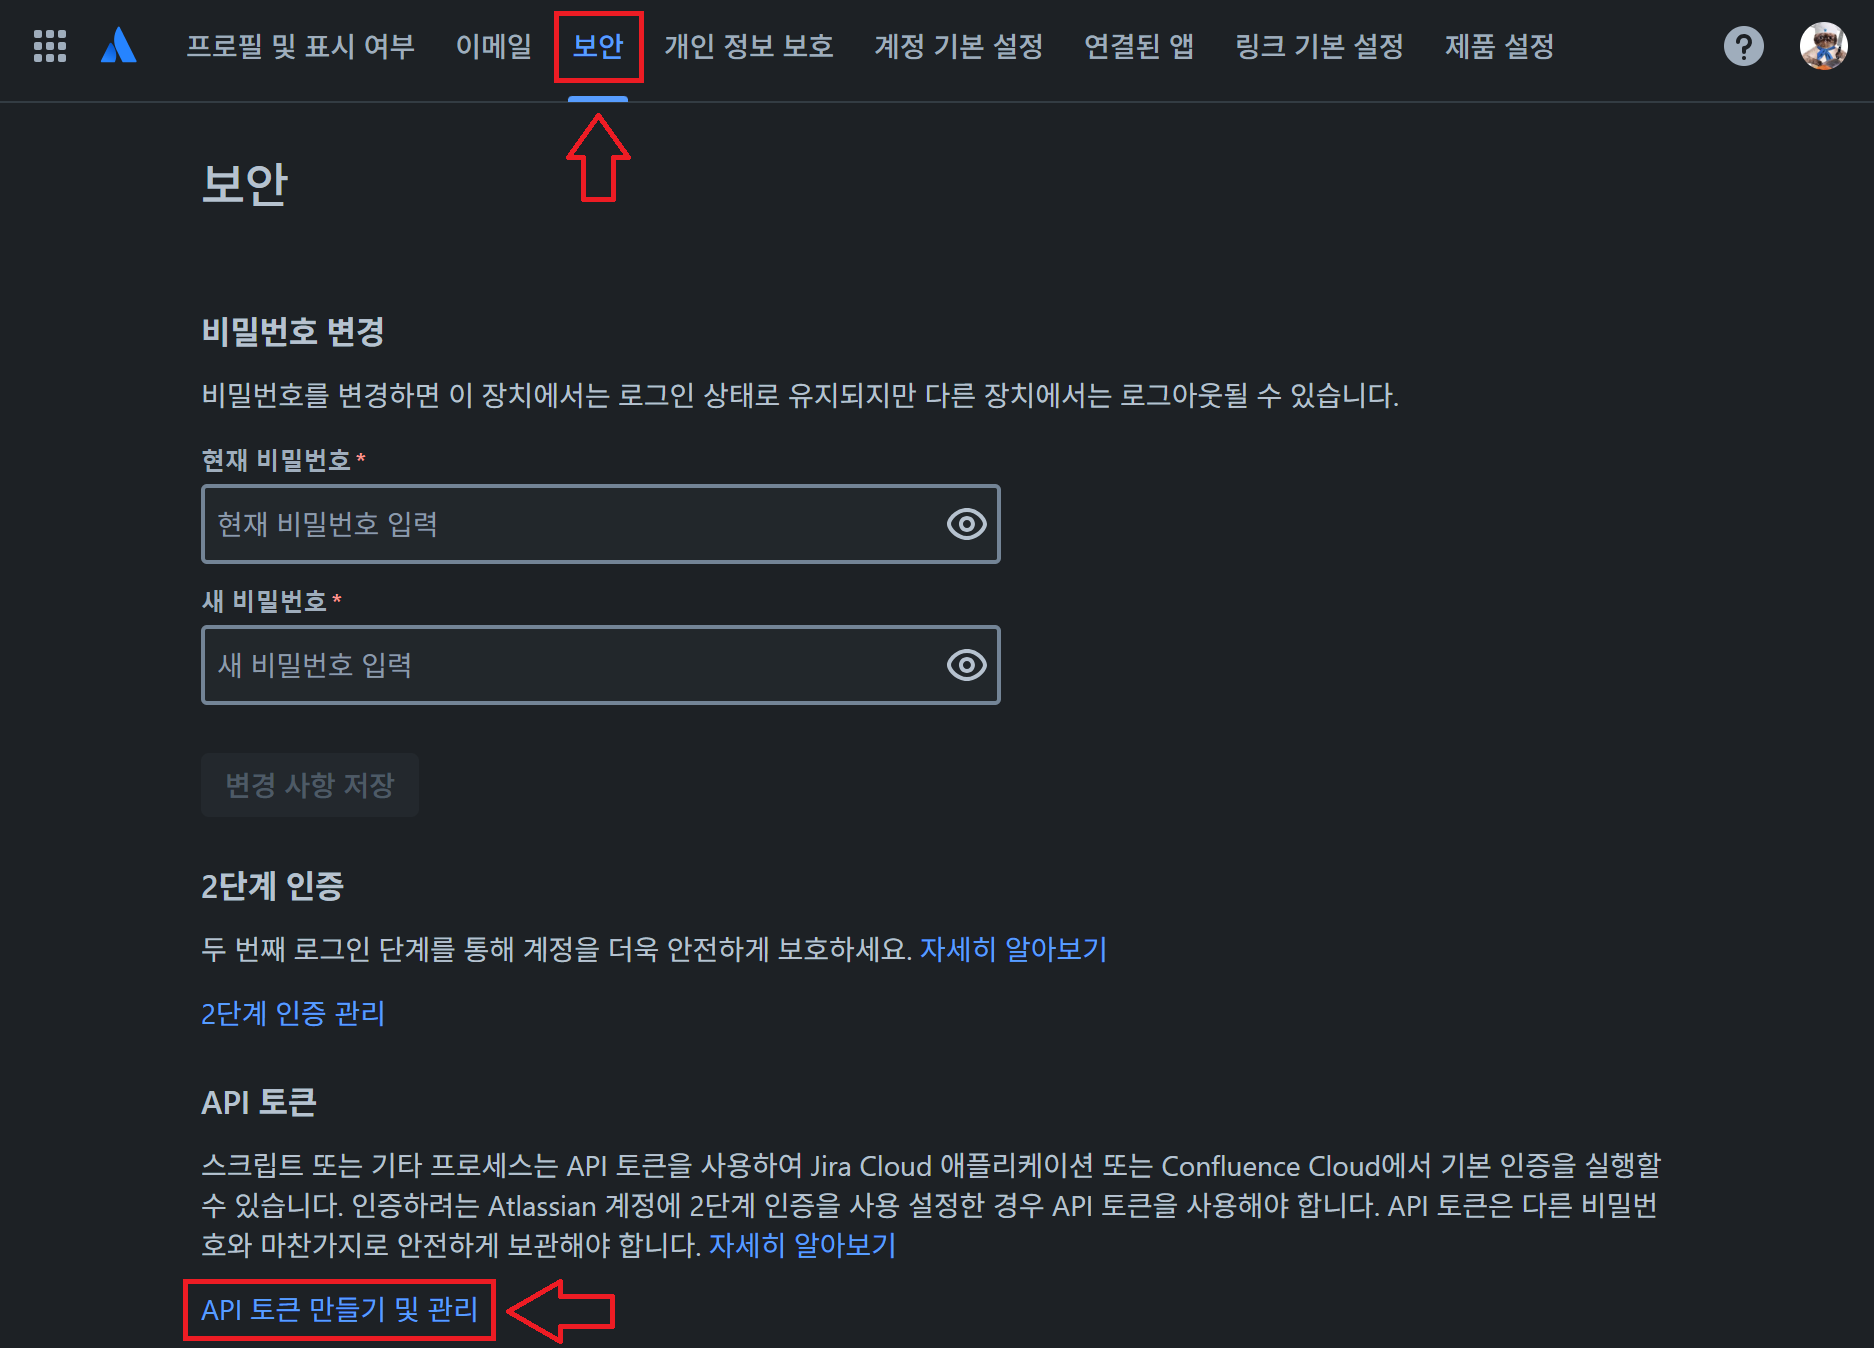 프로필 및 표시 여부 이메일 보안 개인 정보 보호 계정 기본 설정 연결된 앱 링크 기본 설정 제품 설정
보안
비밀번호 변경
비밀번호를 변경하면 이 장치에서는 로그인 상태로 유지되지만 다른 장치에서는 로그아웃될 수 있습니다.
현재 비밀번호*
현재 비밀번호 입력
새 비밀번호*
새 비밀번호 입력
변경 사항 저장
2단계 인증
두 번째 로그인 단계를 통해 계정을 더욱 안전하게 보호하세요. 자세히 알아보기
2단계 인증 관리
API 토큰
스크립트 또는 기타 프로세스는 API 토큰을 사용하여 Jira Cloud 애플리케이션 또는 Confluence Cloud에서 기본 인증을 실행할
수 있습니다. 인증하려는 Atlassian 계정에 2단계 인증을 사용 설정한 경우 API 토큰을 사용해야 합니다. API 토큰은 다른 비밀번
호와 마찬가지로 안전하게 보관해야 합니다. 자세히 알아보기
API 토큰 만들기 및 관리